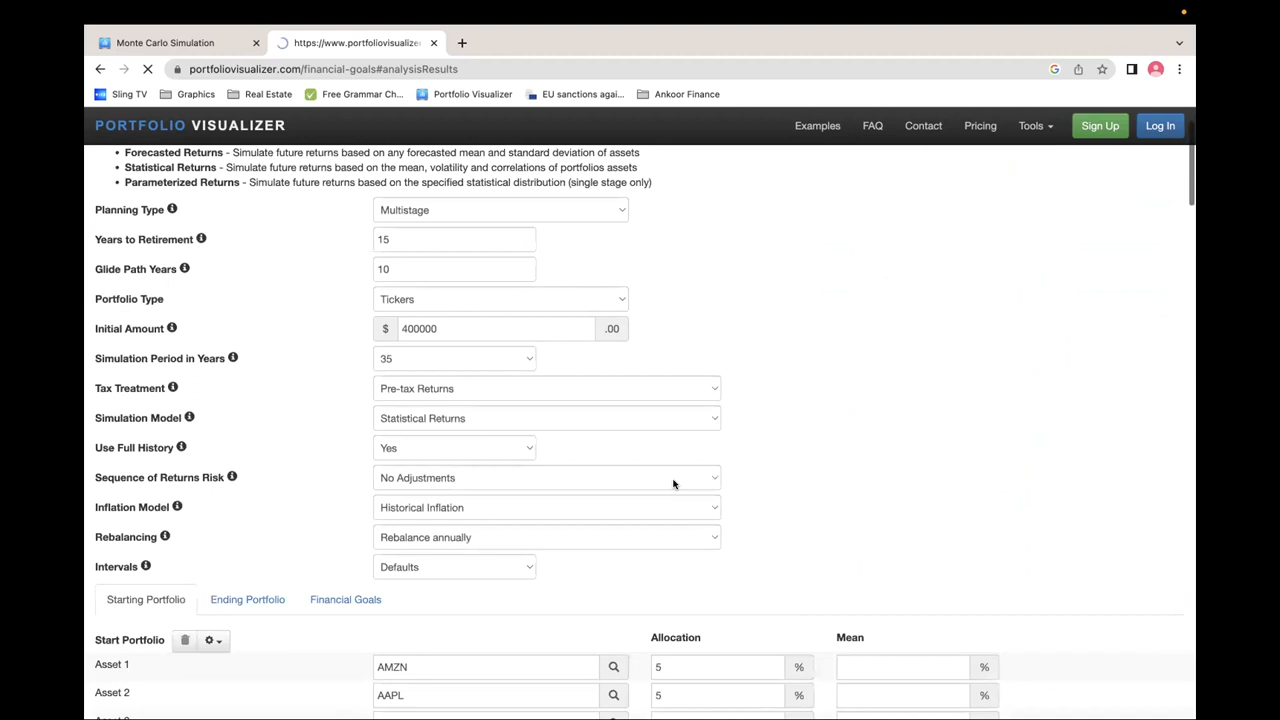 Monte Carlo Simulation
https://www.portfoliovisualize
portfoliovisualizer.com/financial-goals#analysisResults
Sling TV Graphics Real Estate Free Grammar Ch... Portfolio Visualizer EU sanctions agai... Ankoor Finance
PORTFOLIO VISUALIZER Examples FAQ Contact Pricing Tools Sign Up Log In
• Forecasted Returns - Simulate future returns based on any forecasted mean and standard deviation of assets
• Statistical Returns - Simulate future returns based on the mean, volatility and correlations of portfolios assets
• Parameterized Returns - Simulate future returns based on the specified statistical distribution (single stage only)
Planning Type Multistage
Years to Retirement 15
Glide Path Years 10
Portfolio Type Tickers
Initial Amount $ 400000 .00
Simulation Period in Years 35
Tax Treatment Pre-tax Returns
Simulation Model Statistical Returns
Use Full History Yes
Sequence of Returns Risk No Adjustments
Inflation Model Historical Inflation
Rebalancing Rebalance annually
Intervals Defaults
Starting Portfolio Ending Portfolio Financial Goals
Start Portfolio Allocation Mean
Asset 1 AMZN 5 % %
Asset 2 AAPL 5 % %